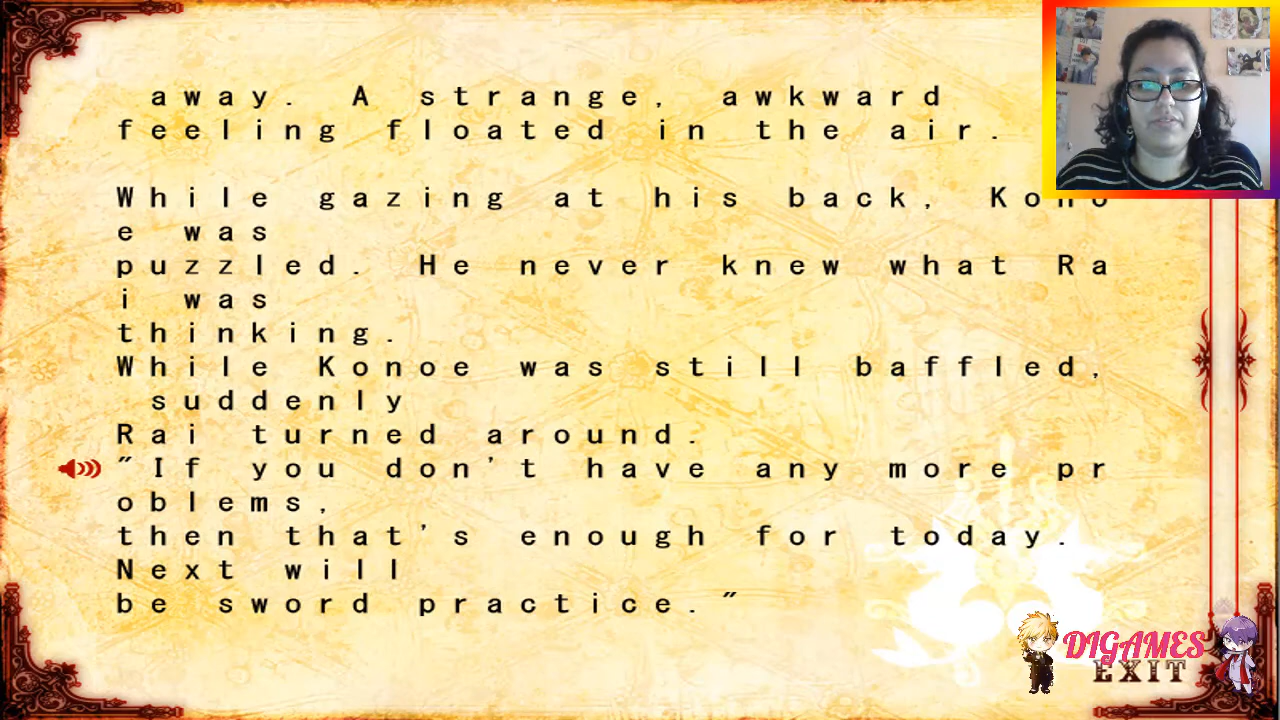 away. A strange, awkward
feeling floated in the air.
While gazing at his back, Kono
e was
puzzled. He never knew what Ra
i was
thinking.
While Konoe was still baffled,
suddenly
Rai turned around.
"If you don't have any more pr
oblems,
then that's enough for today.
Next will
be sword practice."
DIGAMES
EXIT